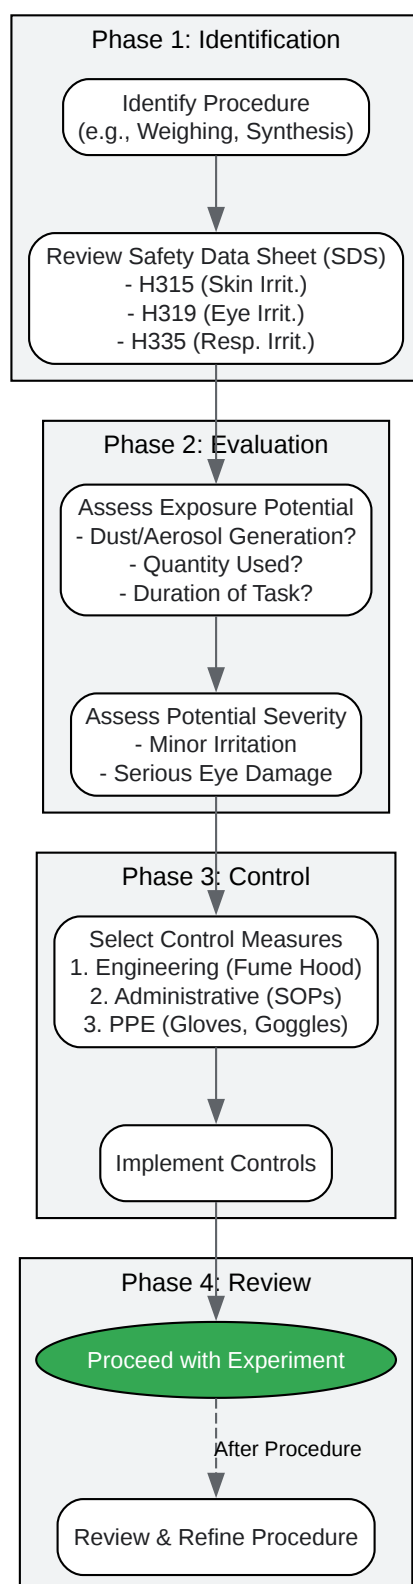 Phase 1: Identification
Identify Procedure
(e.g., Weighing, Synthesis)
Review Safety Data Sheet (SDS)
- H315 (Skin Irrit.)
- H319 (Eye Irrit.)
- H335 (Resp. Irrit.)
Phase 2: Evaluation
Assess Exposure Potential
- Dust/Aerosol Generation?
- Quantity Used?
- Duration of Task?
Assess Potential Severity
- Minor Irritation
- Serious Eye Damage
Phase 3: Control
Select Control Measures
1. Engineering (Fume Hood)
2. Administrative (SOPs)
3. PPE (Gloves, Goggles)
Implement Controls
Phase 4: Review
Proceed with Experiment
After Procedure
Review & Refine Procedure